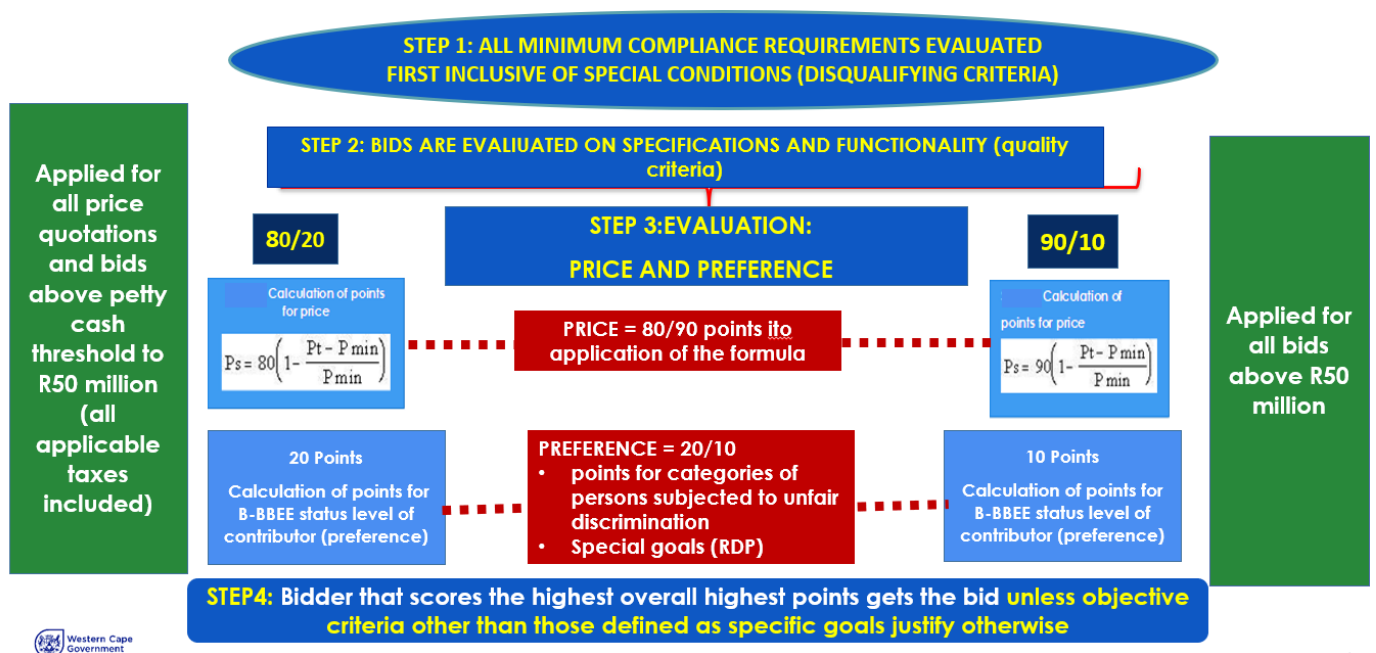 STEP 1: ALL MINIMUM COMPLIANCE REQUIREMENTS EVALUATED
FIRST INCLUSIVE OF SPECIAL CONDITIONS (DISQUALIFYING CRITERIA)
Applied for
all price
quotations
and bids
above petty
cash
threshold to
R50 million
(all
applicable
taxes
included)
STEP 2: BIDS ARE EVALIUATED ON SPECIFICATIONS AND FUNCTIONALITY (quality
criteria)
80/20
STEP 3:EVALUATION:
PRICE AND PREFERENCE
90/10
Calculation of points
for price
Ps = 80(1- Pt - P min / P min)
PRICE = 80/90 points ito
application of the formula
Calculation of
points for price
Ps = 90(1- Pt - P min / P min)
20 Points
Calculation of points for
B-BBEE status level of
contributor (preference)
PREFERENCE = 20/10
• points for categories of
persons subjected to unfair
discrimination
• Special goals (RDP)
10 Points
Calculation of points for
B-BBEE status level of
contributor (preference)
Applied for
all bids
above R50
million
STEP4: Bidder that scores the highest overall highest points gets the bid unless objective
criteria other than those defined as specific goals justify otherwise
Western Cape
Government